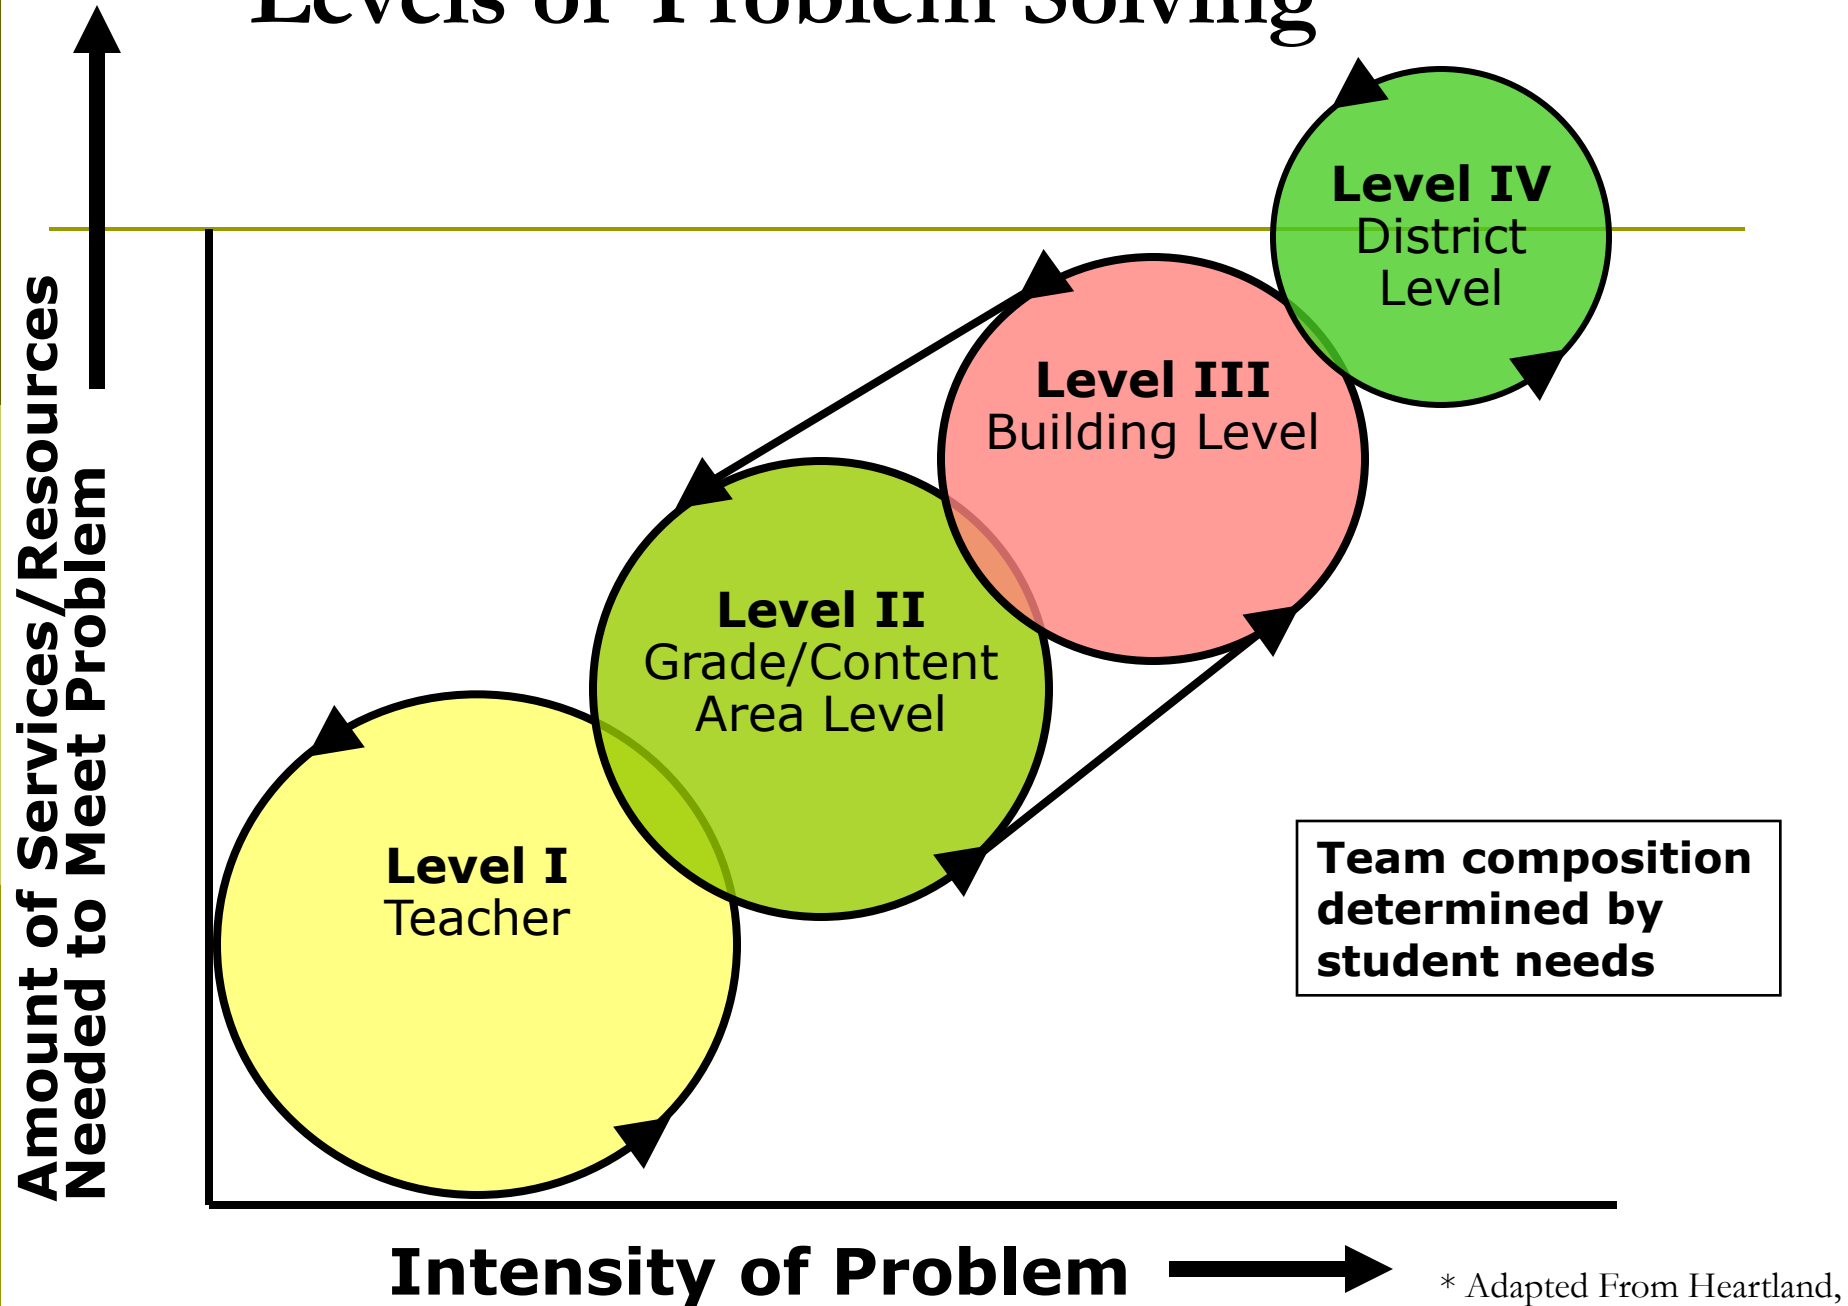 Levels of Problem Solving
Level IV
District
Level
Level III
Building Level
Level II
Grade/Content
Area Level
Level I
Teacher
Team composition
determined by
student needs
Amount of Services/Resources
Needed to Meet Problem
Intensity of Problem
* Adapted From Heartland,